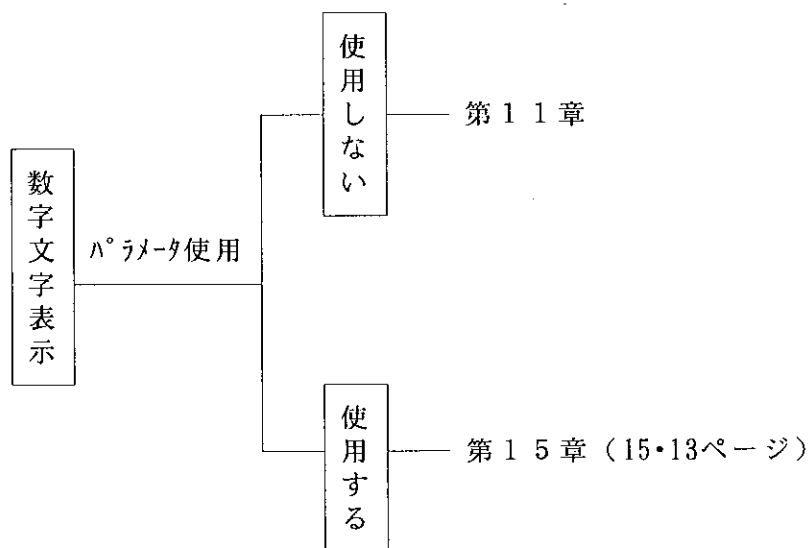 数字文字表示
ﾊﾟﾗﾒｰﾀ使用
使用しない
第１１章
使用する
第１５章（15・13ページ）